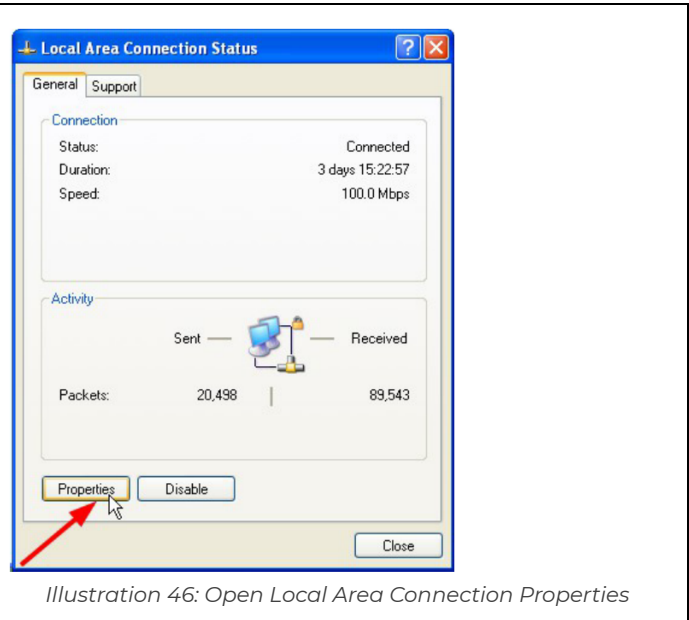 Local Area Connection Status
General Support
Connection
Status: Connected
Duration: 3 days 15:22:57
Speed: 100.0 Mbps
Activity
Sent Received
Packets: 20,498 89,543
Properties Disable
Close
Illustration 46: Open Local Area Connection Properties